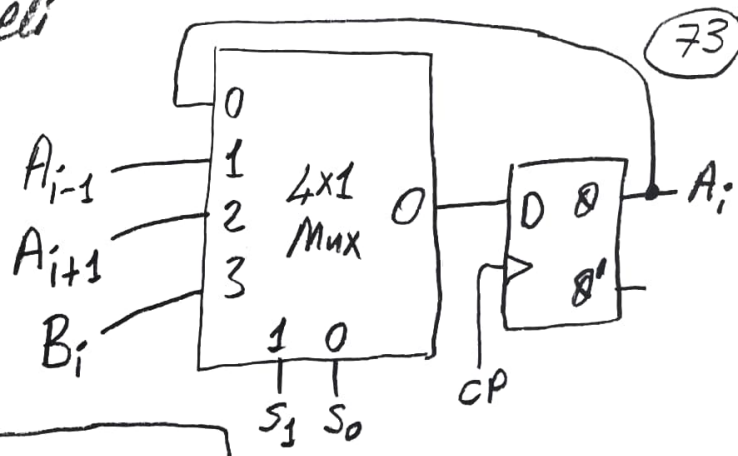 eli
73
0
A_{i-1} 1
4x1
A_{i+1} 2 O D Q A_i
Mux
3 Q'
B_i
1 0
CP
S_1 S_0